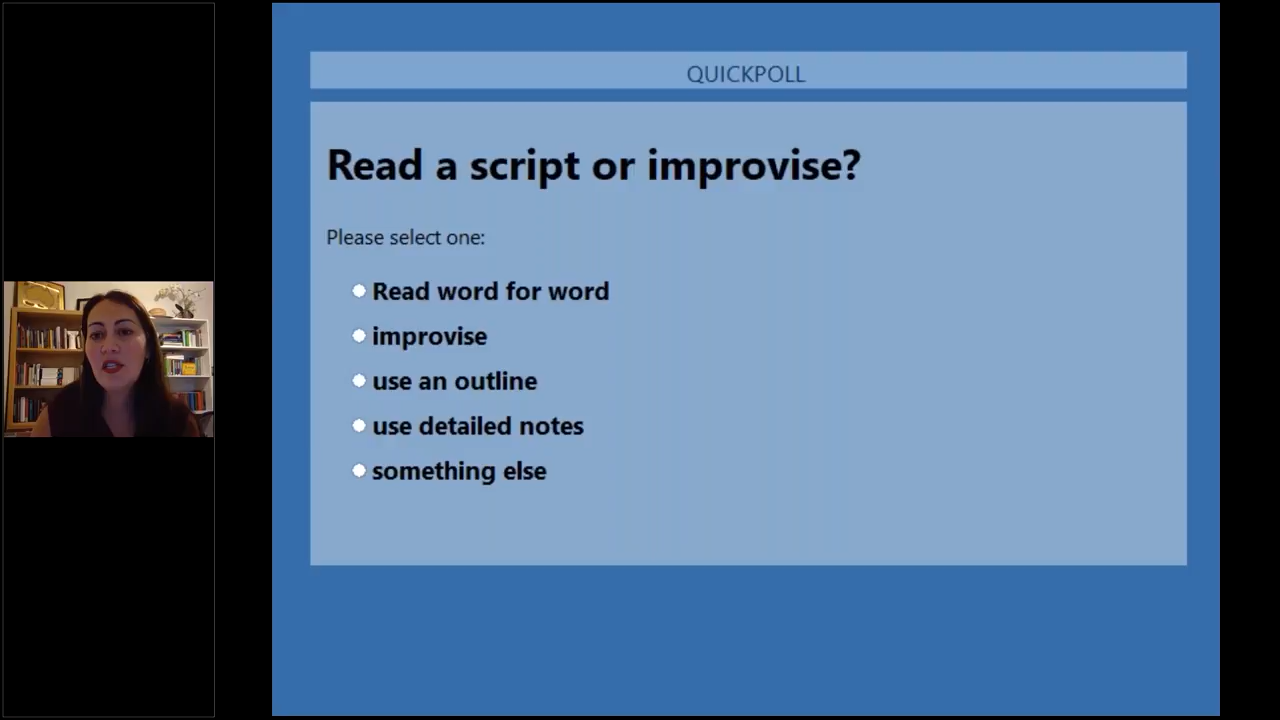 QUICKPOLL
Read a script or improvise?
Please select one:
Read word for word
improvise
use an outline
use detailed notes
something else